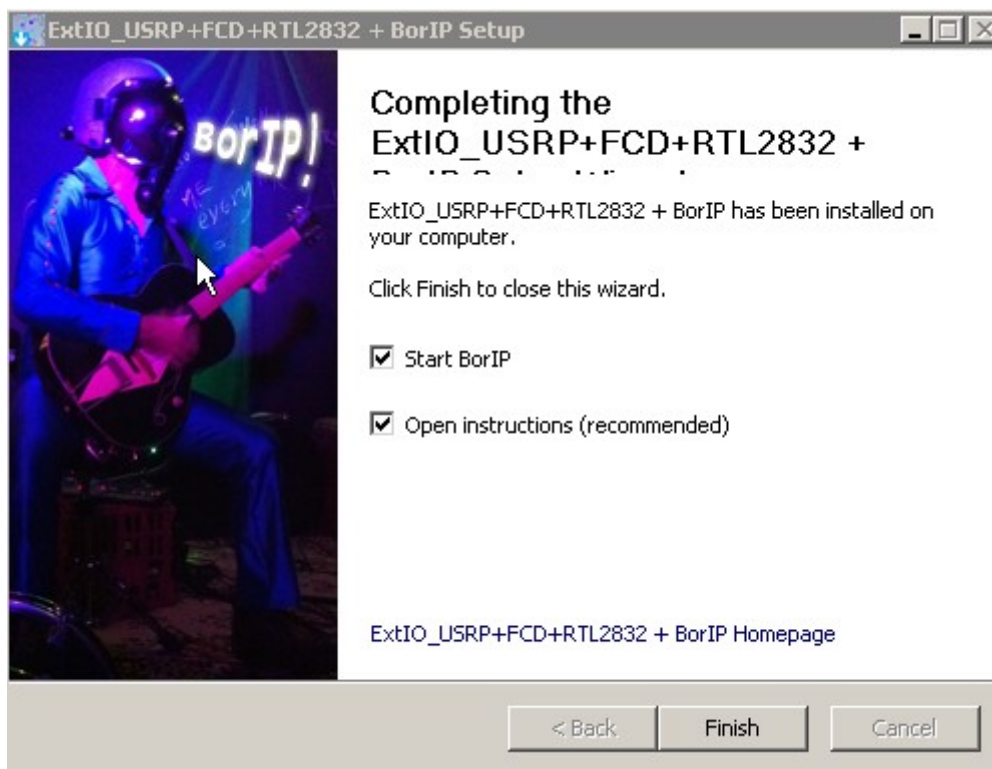 ExtIO_USRP+FCD+RTL2832 + BorIP Setup
BorIP!
ME
every
Completing the
ExtIO_USRP+FCD+RTL2832 +
ExtIO_USRP+FCD+RTL2832 + BorIP has been installed on
your computer.
Click Finish to close this wizard.
Start BorIP
Open instructions (recommended)
ExtIO_USRP+FCD+RTL2832 + BorIP Homepage
< Back
Finish
Cancel